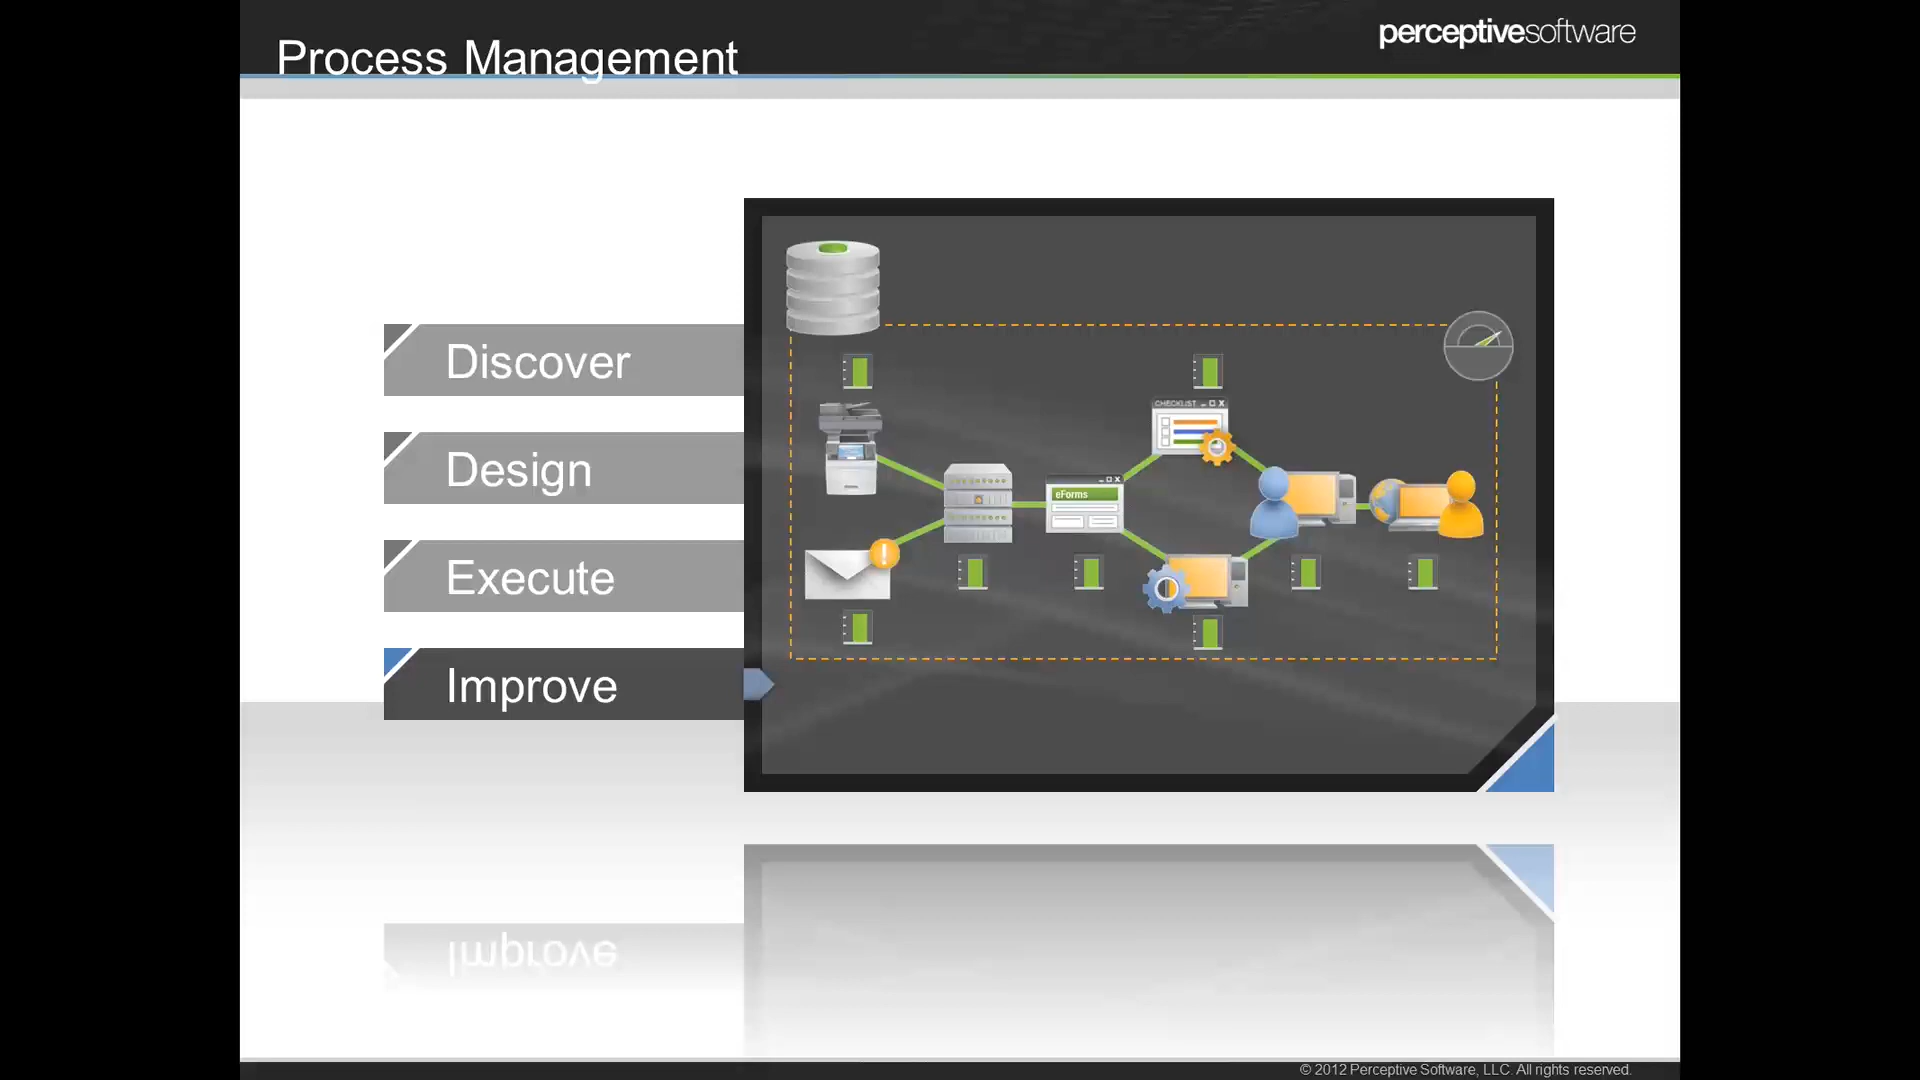 Process Management
perceptivesoftware
Discover
Design
Execute
Improve
CHECKLIST
eForms
Improve
© 2012 Perceptive Software, LLC. All rights reserved.